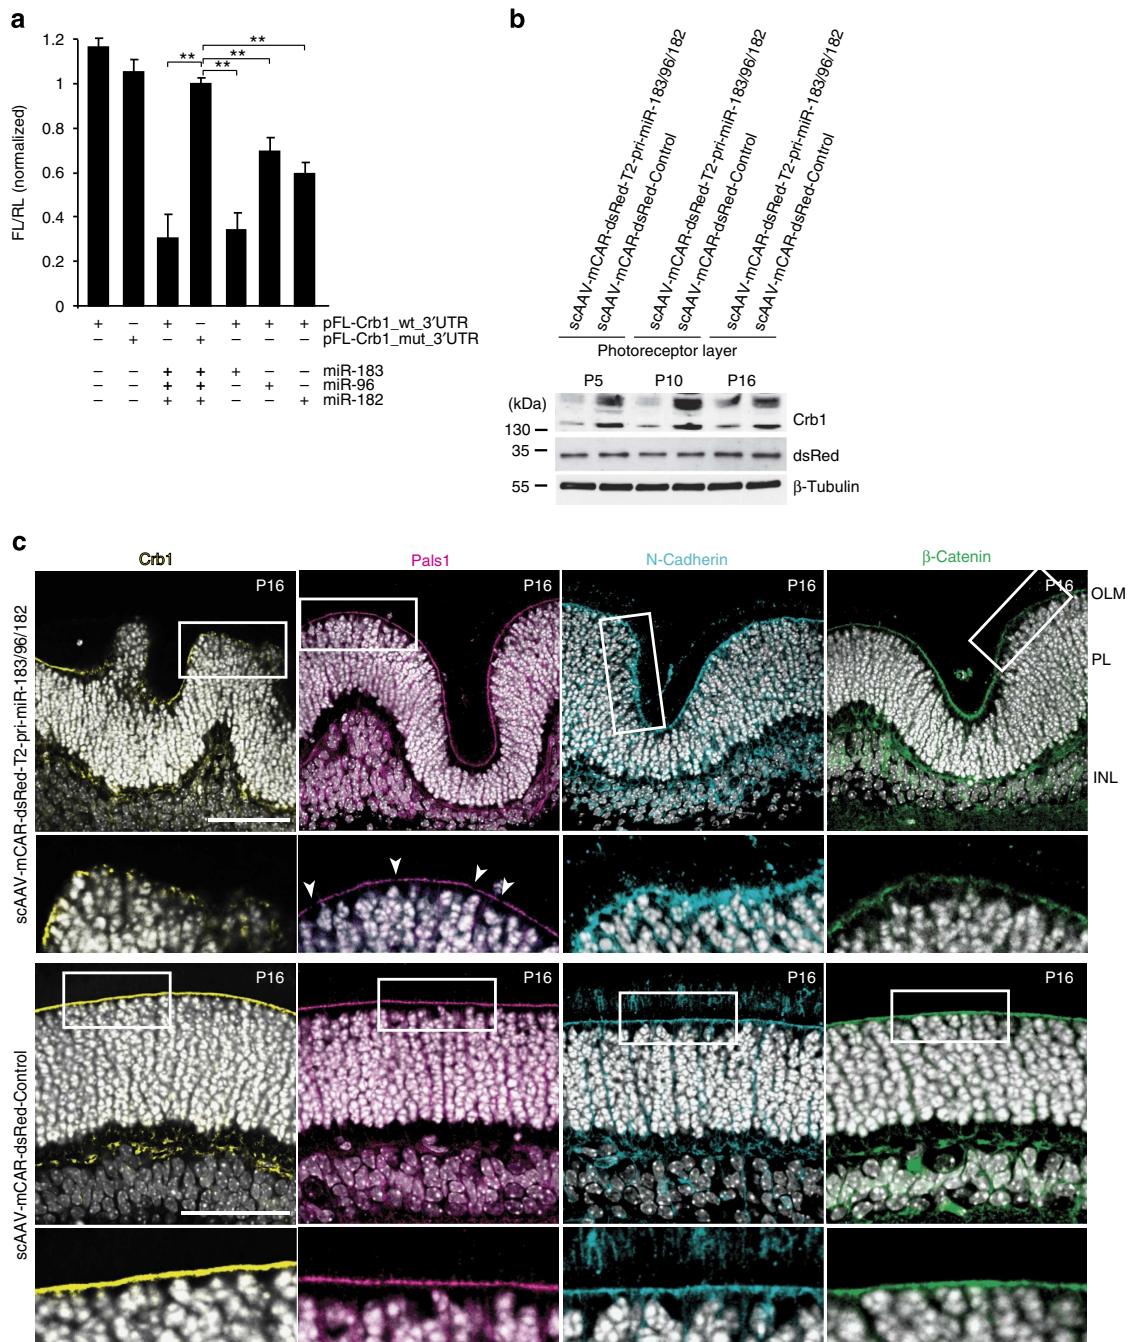 a
1.2
1
0.8
0.6
0.4
0.2
0
FL/RL (normalized)
**
**
**
**
+ − + − + + + pFL-Crb1_wt_3′UTR
− + − + − − − pFL-Crb1_mut_3′UTR
− − + + + − − miR-183
− − + + − + − miR-96
− − + + − − + miR-182
b
scAAV-mCAR-dsRed-T2-pri-miR-183/96/182
scAAV-mCAR-dsRed-Control
scAAV-mCAR-dsRed-T2-pri-miR-183/96/182
scAAV-mCAR-dsRed-Control
scAAV-mCAR-dsRed-T2-pri-miR-183/96/182
scAAV-mCAR-dsRed-Control
Photoreceptor layer
P5 P10 P16
(kDa)
130
Crb1
35
dsRed
55
β-Tubulin
c
Crb1 Pals1 N-Cadherin β-Catenin
scAAV-mCAR-dsRed-T2-pri-miR-183/96/182
P16 P16 P16 P16
OLM
PL
INL
scAAV-mCAR-dsRed-Control
P16 P16 P16 P16